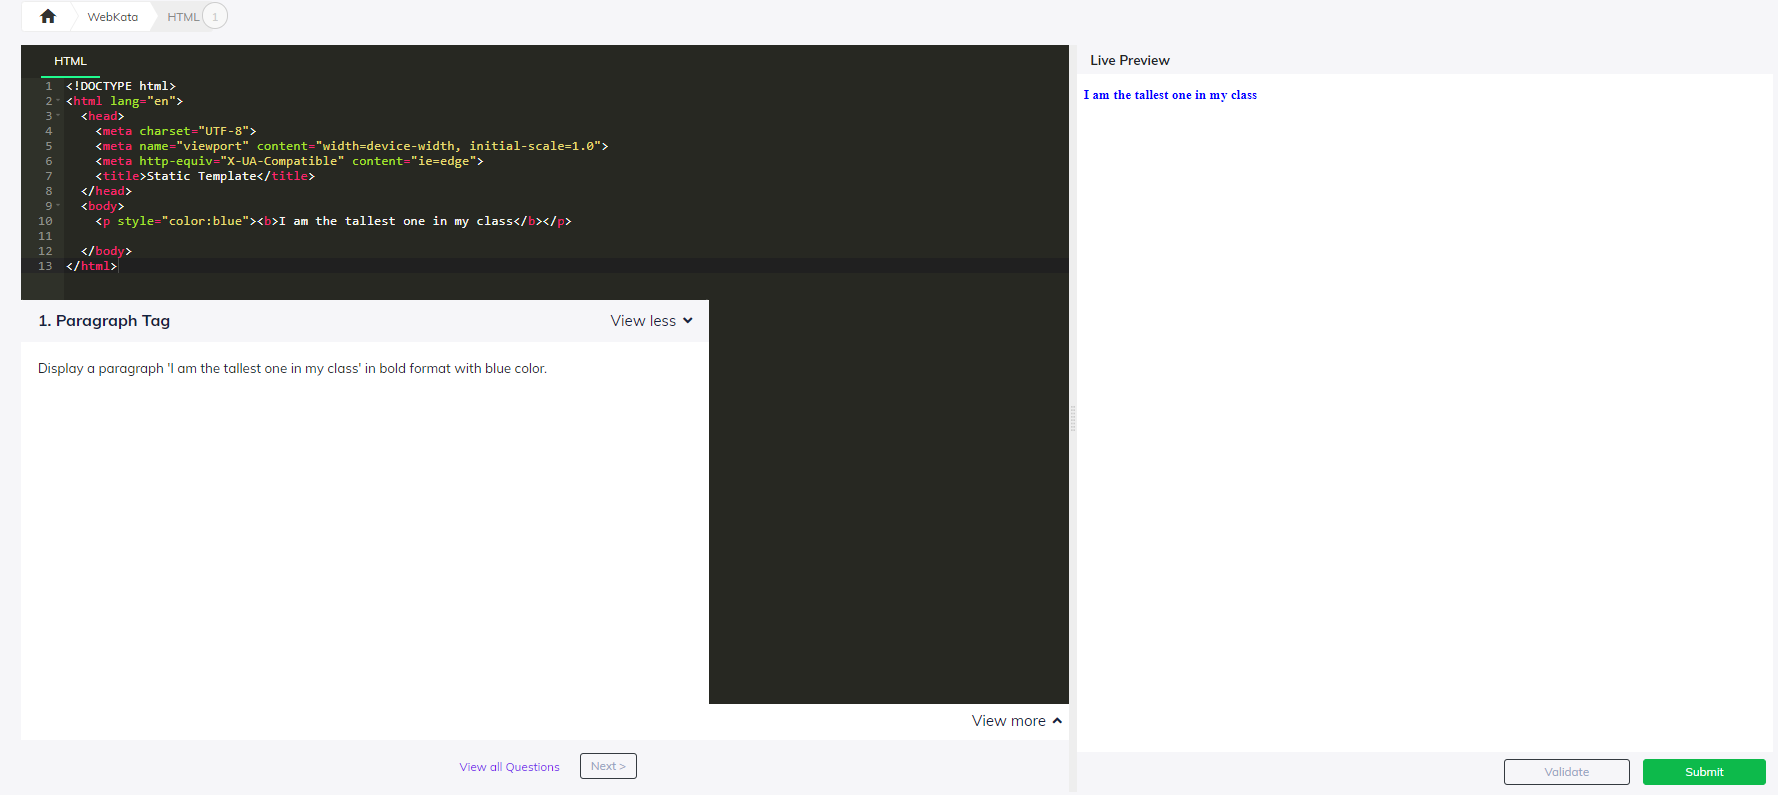 WebKata HTML 1
HTML
1 <!DOCTYPE html>
2 <html lang="en">
3 <head>
4 <meta charset="UTF-8">
5 <meta name="viewport" content="width=device-width, initial-scale=1.0">
6 <meta http-equiv="X-UA-Compatible" content="ie=edge">
7 <title>Static Template</title>
8 </head>
9 <body>
10 <p style="color:blue"><b>I am the tallest one in my class</b></p>
11
12 </body>
13 </html>
1. Paragraph Tag View less
Display a paragraph 'I am the tallest one in my class' in bold format with blue color.
View more
View all Questions Next >
Live Preview
I am the tallest one in my class
Validate Submit